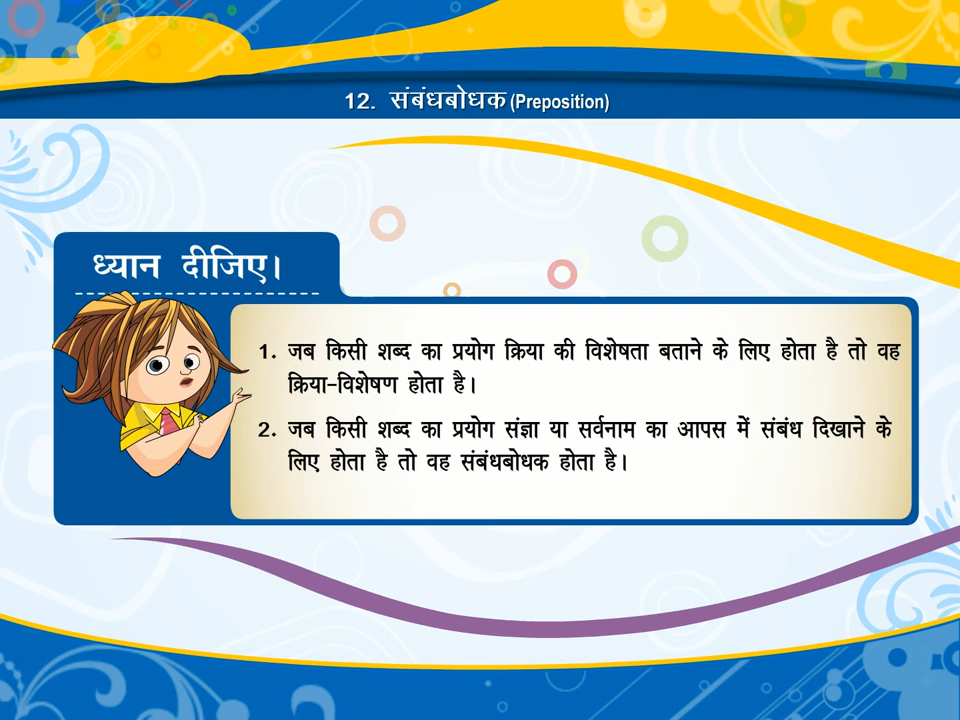 12. संबंधबोधक (Preposition)
ध्यान दीजिए।
1. जब किसी शब्द का प्रयोग क्रिया की विशेषता बताने के लिए होता है तो वह
क्रिया-विशेषण होता है।
2. जब किसी शब्द का प्रयोग संज्ञा या सर्वनाम का आपस में संबंध दिखाने के
लिए होता है तो वह संबंधबोधक होता है।